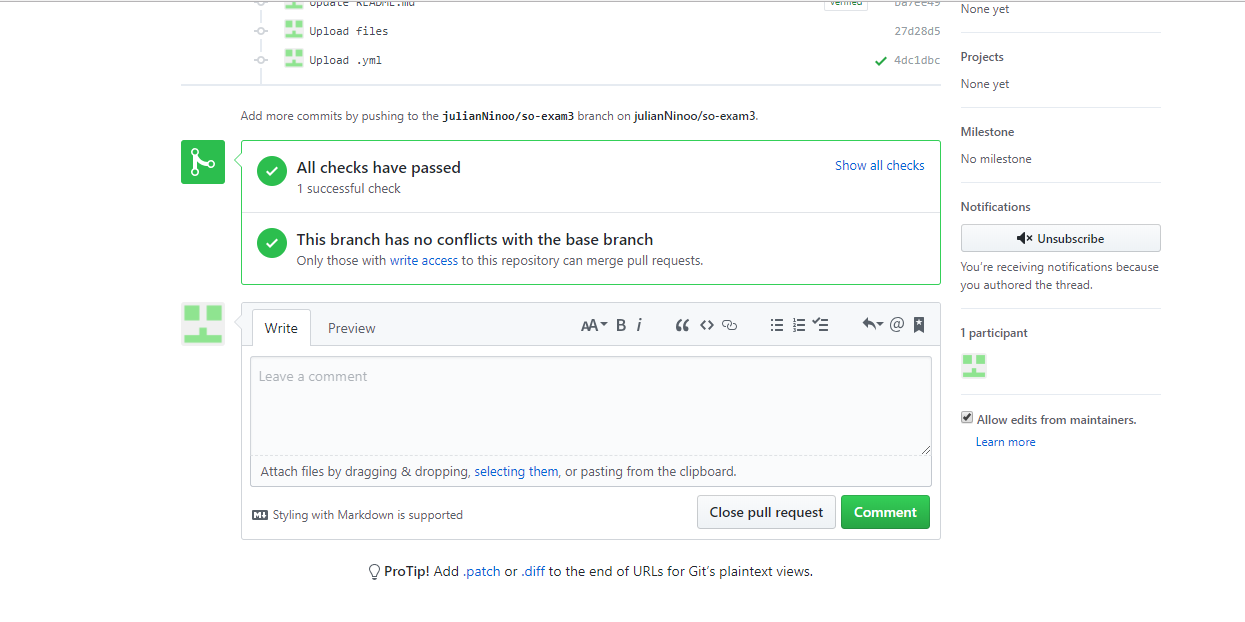 Update README.md Verified ba7ee49
Upload files 27d28d5
Upload .yml 4dc1dbc
Add more commits by pushing to the julianNinoo/so-exam3 branch on julianNinoo/so-exam3.
All checks have passed
1 successful check
Show all checks
This branch has no conflicts with the base branch
Only those with write access to this repository can merge pull requests.
Write Preview AA B i @
Leave a comment
Attach files by dragging & dropping, selecting them, or pasting from the clipboard.
Styling with Markdown is supported
Close pull request Comment
ProTip! Add .patch or .diff to the end of URLs for Git's plaintext views.
None yet
Projects
None yet
Milestone
No milestone
Notifications
Unsubscribe
You're receiving notifications because
you authored the thread.
1 participant
Allow edits from maintainers.
Learn more